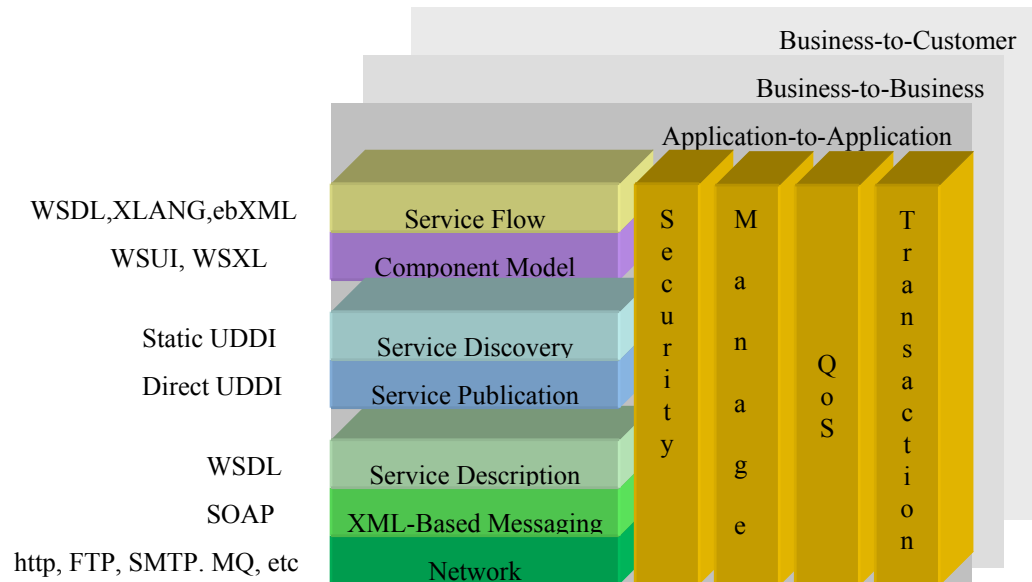 Business-to-Customer
Business-to-Business
Application-to-Application
WSDL,XLANG,ebXML
Service Flow
WSUI, WSXL
Component Model
Static UDDI
Service Discovery
Direct UDDI
Service Publication
WSDL
Service Description
SOAP
XML-Based Messaging
http, FTP, SMTP. MQ, etc
Network
Security
Manage
QoS
Transaction